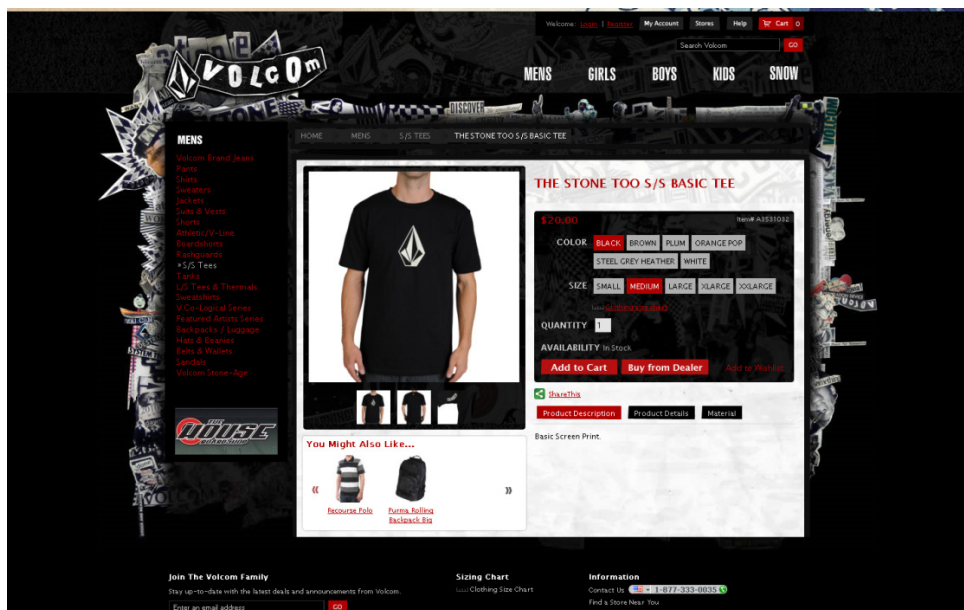 Welcome: Login | Register My Account Stores Help Cart 0
Search Volcom GO
VOLCOM
MENS GIRLS BOYS KIDS SNOW
DISCOVER
HOME MENS S/S TEES THE STONE TOO S/S BASIC TEE
MENS
Volcom Brand Jeans
Pants
Shirts
Sweaters
Jackets
Suits & Vests
Shorts
Athletic/V-Line
Boardshorts
Rashguards
S/S Tees
Tanks
L/S Tees & Thermals
Sweatshirts
V.Co-Logical Series
Featured Artists Series
Backpacks / Luggage
Hats & Beanies
Belts & Wallets
Sandals
Volcom Stone-Age
THE STONE TOO S/S BASIC TEE
$20.00 Item# A3531032
COLOR BLACK BROWN PLUM ORANGE POP
STEEL GREY HEATHER WHITE
SIZE SMALL MEDIUM LARGE XLARGE XXLARGE
QUANTITY 1
AVAILABILITY In Stock
Add to Cart Buy from Dealer Add to Wishlist
ShareThis
Product Description Product Details Material
Basic Screen Print.
You Might Also Like...
« »
Recourse Polo
Purma Rolling
Backpack Big
Join The Volcom Family
Stay up-to-date with the latest deals and announcements from Volcom.
Enter an email address GO
Sizing Chart
Clothing Size Chart
Information
Contact Us 1-877-333-0035
Find a Store Near You